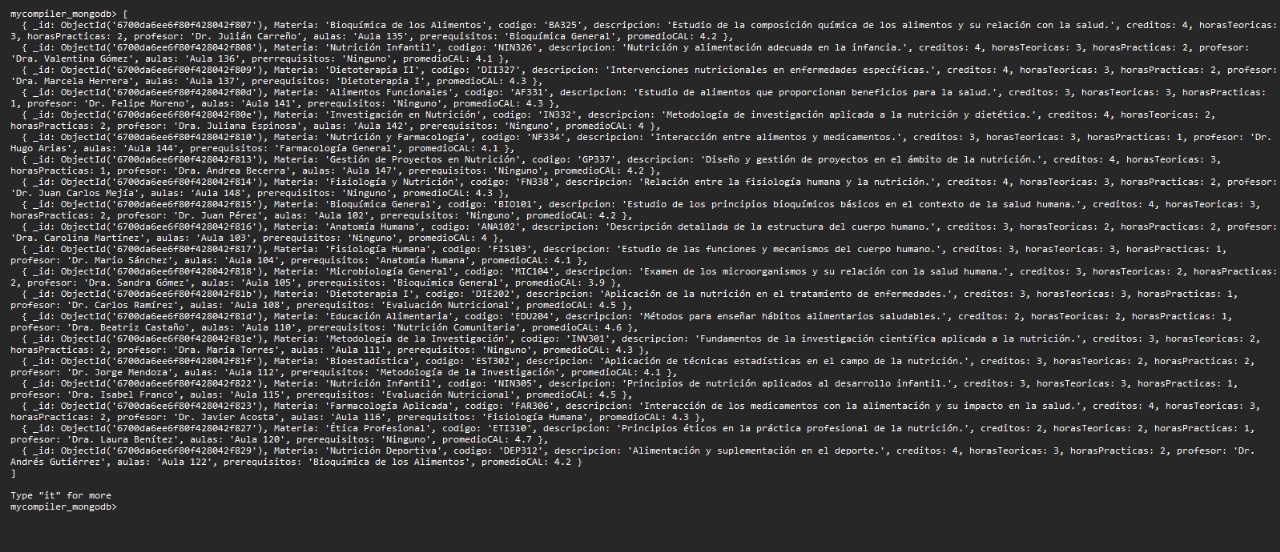 mycompiler_mongodb> [
{ _id: ObjectId('6700da6ee6f80f428042f807'), Materia: 'Bioquímica de los Alimentos', codigo: 'BA325', descripcion: 'Estudio de la composición química de los alimentos y su relación con la salud.', creditos: 4, horasTeoricas:
3, horasPracticas: 2, profesor: 'Dr. Julián Carreño', aulas: 'Aula 135', prerequisitos: 'Bioquímica General', promedioCAL: 4.2 },
{ _id: ObjectId('6700da6ee6f80f428042f808'), Materia: 'Nutrición Infantil', codigo: 'NIN326', descripcion: 'Nutrición y alimentación adecuada en la infancia.', creditos: 4, horasTeoricas: 3, horasPracticas: 2, profesor:
'Dra. Valentina Gómez', aulas: 'Aula 136', prerrequisitos: 'Ninguno', promedioCAL: 4.1 },
{ _id: ObjectId('6700da6ee6f80f428042f809'), Materia: 'Dietoterapia II', codigo: 'DII327', descripcion: 'Intervenciones nutricionales en enfermedades específicas.', creditos: 4, horasTeoricas: 3, horasPracticas: 2, profesor:
'Dra. Marcela Herrera', aulas: 'Aula 137', prerequisitos: 'Dietoterapia I', promedioCAL: 4.3 },
{ _id: ObjectId('6700da6ee6f80f428042f80d'), Materia: 'Alimentos Funcionales', codigo: 'AF331', descripcion: 'Estudio de alimentos que proporcionan beneficios para la salud.', creditos: 3, horasTeoricas: 3, horasPracticas:
1, profesor: 'Dr. Felipe Moreno', aulas: 'Aula 141', prerequisitos: 'Ninguno', promedioCAL: 4.3 },
{ _id: ObjectId('6700da6ee6f80f428042f80e'), Materia: 'Investigación en Nutrición', codigo: 'IN332', descripcion: 'Metodología de investigación aplicada a la nutrición y dietética.', creditos: 4, horasTeoricas: 2,
horasPracticas: 2, profesor: 'Dra. Juliana Espinosa', aulas: 'Aula 142', prerequisitos: 'Ninguno', promedioCAL: 4 },
{ _id: ObjectId('6700da6ee6f80f428042f810'), Materia: 'Nutrición y Farmacología', codigo: 'NF334', descripcion: 'Interacción entre alimentos y medicamentos.', creditos: 3, horasTeoricas: 3, horasPracticas: 1, profesor: 'Dr.
Hugo Arias', aulas: 'Aula 144', prerequisitos: 'Farmacología General', promedioCAL: 4.1 },
{ _id: ObjectId('6700da6ee6f80f428042f813'), Materia: 'Gestión de Proyectos en Nutrición', codigo: 'GP337', descripcion: 'Diseño y gestión de proyectos en el ámbito de la nutrición.', creditos: 4, horasTeoricas: 3,
horasPracticas: 1, profesor: 'Dra. Andrea Becerra', aulas: 'Aula 147', prerequisitos: 'Ninguno', promedioCAL: 4.2 },
{ _id: ObjectId('6700da6ee6f80f428042f814'), Materia: 'Fisiología y Nutrición', codigo: 'FN338', descripcion: 'Relación entre la fisiología humana y la nutrición.', creditos: 4, horasTeoricas: 3, horasPracticas: 2, profesor:
'Dr. Juan Carlos Mejía', aulas: 'Aula 148', prerequisitos: 'Ninguno', promedioCAL: 4.3 },
{ _id: ObjectId('6700da6ee6f80f428042f815'), Materia: 'Bioquímica General', codigo: 'BIO101', descripcion: 'Estudio de los principios bioquímicos básicos en el contexto de la salud humana.', creditos: 4, horasTeoricas: 3,
horasPracticas: 2, profesor: 'Dr. Juan Pérez', aulas: 'Aula 102', prerequisitos: 'Ninguno', promedioCAL: 4.2 },
{ _id: ObjectId('6700da6ee6f80f428042f816'), Materia: 'Anatomía Humana', codigo: 'ANA102', descripcion: 'Descripción detallada de la estructura del cuerpo humano.', creditos: 3, horasTeoricas: 2, horasPracticas: 2, profesor:
'Dra. Carolina Martínez', aulas: 'Aula 103', prerequisitos: 'Ninguno', promedioCAL: 4 },
{ _id: ObjectId('6700da6ee6f80f428042f817'), Materia: 'Fisiología Humana', codigo: 'FIS103', descripcion: 'Estudio de las funciones y mecanismos del cuerpo humano.', creditos: 3, horasTeoricas: 3, horasPracticas: 1,
profesor: 'Dr. Mario Sánchez', aulas: 'Aula 104', prerequisitos: 'Anatomía Humana', promedioCAL: 4.1 },
{ _id: ObjectId('6700da6ee6f80f428042f818'), Materia: 'Microbiología General', codigo: 'MIC104', descripcion: 'Examen de los microorganismos y su relación con la salud humana.', creditos: 3, horasTeoricas: 2, horasPracticas:
2, profesor: 'Dra. Sandra Gómez', aulas: 'Aula 105', prerequisitos: 'Bioquímica General', promedioCAL: 3.9 },
{ _id: ObjectId('6700da6ee6f80f428042f81b'), Materia: 'Dietoterapia I', codigo: 'DIE202', descripcion: 'Aplicación de la nutrición en el tratamiento de enfermedades.', creditos: 3, horasTeoricas: 3, horasPracticas: 1,
profesor: 'Dr. Carlos Ramírez', aulas: 'Aula 108', prerequisitos: 'Evaluación Nutricional', promedioCAL: 4.5 },
{ _id: ObjectId('6700da6ee6f80f428042f81d'), Materia: 'Educación Alimentaria', codigo: 'EDU204', descripcion: 'Métodos para enseñar hábitos alimentarios saludables.', creditos: 2, horasTeoricas: 2, horasPracticas: 1,
profesor: 'Dra. Beatriz Castaño', aulas: 'Aula 110', prerequisitos: 'Nutrición Comunitaria', promedioCAL: 4.6 },
{ _id: ObjectId('6700da6ee6f80f428042f81e'), Materia: 'Metodología de la Investigación', codigo: 'INV301', descripcion: 'Fundamentos de la investigación científica aplicada a la nutrición.', creditos: 3, horasTeoricas: 3, horasPracticas: 2,
profesor: 'Dra. María Torres', aulas: 'Aula 111', prerequisitos: 'Ninguno', promedioCAL: 4.3 },
{ _id: ObjectId('6700da6ee6f80f428042f81f'), Materia: 'Bioestadística', codigo: 'EST302', descripcion: 'Aplicación de técnicas estadísticas en el campo de la nutrición.', creditos: 3, horasTeoricas: 2, horasPracticas: 2,
profesor: 'Dr. Jorge Mendoza', aulas: 'Aula 112', prerequisitos: 'Metodología de la Investigación', promedioCAL: 4.1 },
{ _id: ObjectId('6700da6ee6f80f428042f822'), Materia: 'Nutrición Infantil', codigo: 'NIN305', descripcion: 'Principios de nutrición aplicados al desarrollo infantil.', creditos: 3, horasTeoricas: 3, horasPracticas: 1,
profesor: 'Dra. Isabel Franco', aulas: 'Aula 115', prerequisitos: 'Evaluación Nutricional', promedioCAL: 4.5 },
{ _id: ObjectId('6700da6ee6f80f428042f823'), Materia: 'Farmacología Aplicada', codigo: 'FAR306', descripcion: 'Interacción de los medicamentos con la alimentación y su impacto en la salud.', creditos: 4, horasTeoricas: 3,
horasPracticas: 2, profesor: 'Dr. Javier Acosta', aulas: 'Aula 116', prerequisitos: 'Fisiología Humana', promedioCAL: 4.3 },
{ _id: ObjectId('6700da6ee6f80f428042f827'), Materia: 'Ética Profesional', codigo: 'ETI310', descripcion: 'Principios éticos en la práctica profesional de la nutrición.', creditos: 2, horasTeoricas: 2, horasPracticas: 1,
profesor: 'Dra. Laura Benítez', aulas: 'Aula 120', prerequisitos: 'Ninguno', promedioCAL: 4.7 },
{ _id: ObjectId('6700da6ee6f80f428042f829'), Materia: 'Nutrición Deportiva', codigo: 'DEP312', descripcion: 'Alimentación y suplementación en el deporte.', creditos: 4, horasTeoricas: 3, horasPracticas: 2, profesor: 'Dr.
Andrés Gutiérrez', aulas: 'Aula 122', prerequisitos: 'Bioquímica de los Alimentos', promedioCAL: 4.2 }
]
Type "it" for more
mycompiler_mongodb>